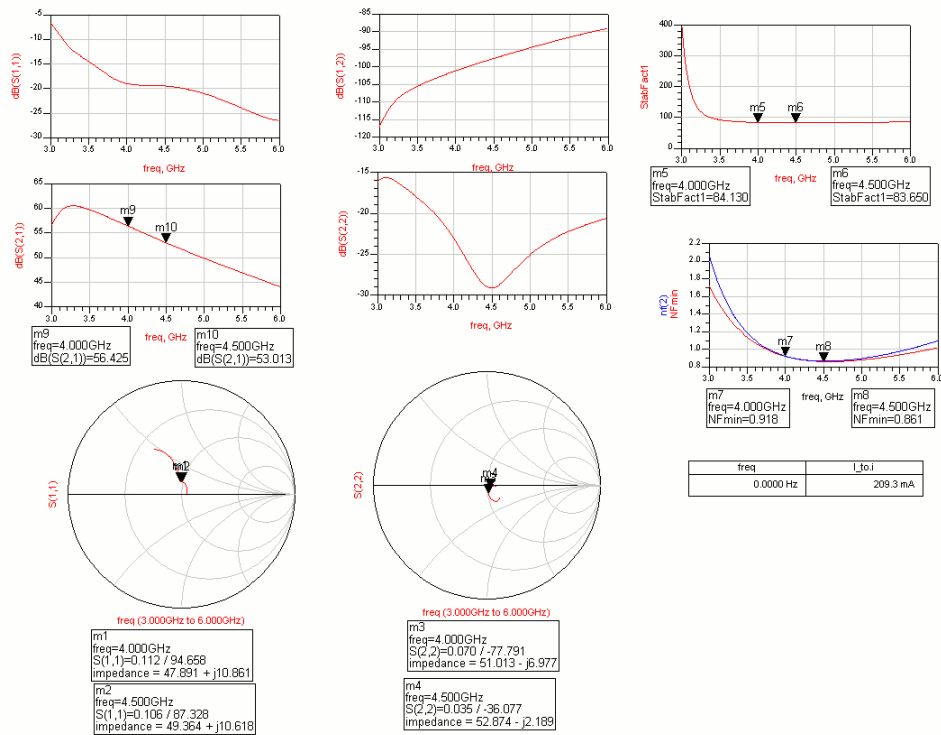 -5
-10
-15
-20
-25
-30
dB(S(1,1))
3.0 3.5 4.0 4.5 5.0 5.5 6.0
freq, GHz
-85
-90
-95
-100
-105
-110
-115
-120
dB(S(1,2))
3.0 3.5 4.0 4.5 5.0 5.5 6.0
freq, GHz
400
300
200
100
0
StabFact1
m5 m6
3.0 3.5 4.0 4.5 5.0 5.5 6.0
freq, GHz
m5
freq=4.000GHz
StabFact1=84.130
m6
freq=4.500GHz
StabFact1=83.650
65
60
55
50
45
40
dB(S(2,1))
m9
m10
3.0 3.5 4.0 4.5 5.0 5.5 6.0
freq, GHz
m9
freq=4.000GHz
dB(S(2,1))=56.425
m10
freq=4.500GHz
dB(S(2,1))=53.013
-15
-20
-25
-30
dB(S(2,2))
3.0 3.5 4.0 4.5 5.0 5.5 6.0
freq, GHz
2.2
2.0
1.8
1.6
1.4
1.2
1.0
0.8
nf(2)
NFmin
m7
m8
3.0 3.5 4.0 4.5 5.0 5.5 6.0
freq, GHz
m7
freq=4.000GHz
NFmin=0.918
m8
freq=4.500GHz
NFmin=0.861
S(1,1)
freq (3.000GHz to 6.000GHz)
m1
freq=4.000GHz
S(1,1)=0.112 / 94.658
impedance = 47.891 + j10.861
m2
freq=4.500GHz
S(1,1)=0.106 / 87.328
impedance = 49.364 + j10.618
S(2,2)
m4
freq (3.000GHz to 6.000GHz)
m3
freq=4.000GHz
S(2,2)=0.070 / -77.791
impedance = 51.013 - j6.977
m4
freq=4.500GHz
S(2,2)=0.035 / -36.077
impedance = 52.874 - j2.189
freq I_to.i
0.0000 Hz 209.3 mA